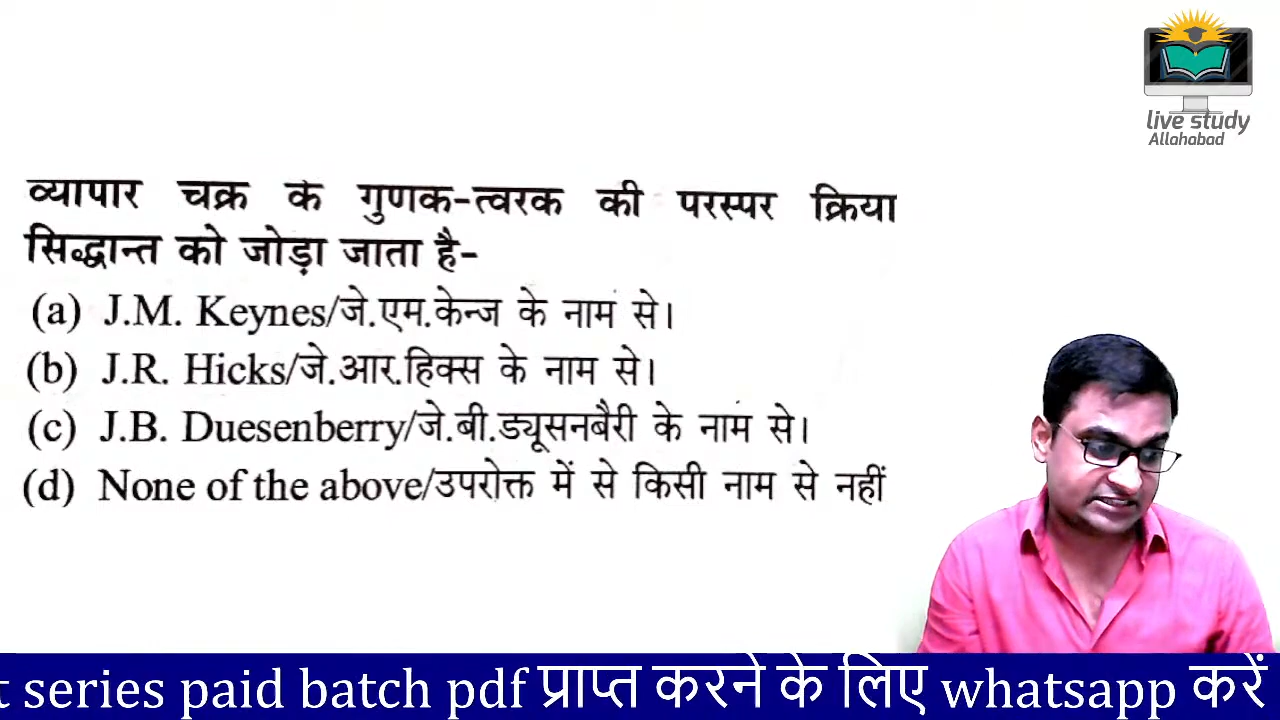 live study
Allahabad
व्यापार चक्र के गुणक-त्वरक की परस्पर क्रिया
सिद्धान्त को जोड़ा जाता है-
(a) J.M. Keynes/जे.एम.केन्ज के नाम से।
(b) J.R. Hicks/जे.आर.हिक्स के नाम से।
(c) J.B. Duesenberry/जे.बी.ड्यूसनबैरी के नाम से।
(d) None of the above/उपरोक्त में से किसी नाम से नहीं
series paid batch pdf प्राप्त करने के लिए whatsapp करें